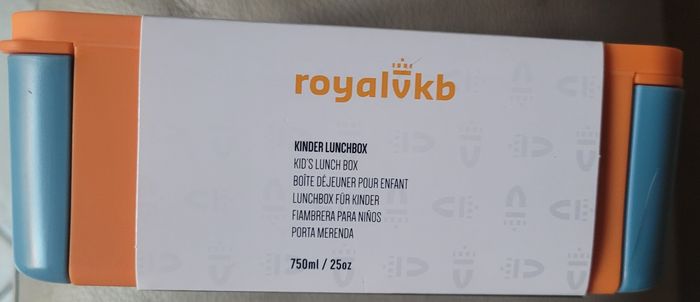 royalvkb
KINDER LUNCHBOX
KID'S LUNCH BOX
BOÎTE DÉJEUNER POUR ENFANT
LUNCHBOX FÜR KINDER
FIAMBRERA PARA NIÑOS
PORTA MERENDA
750ml / 25oz